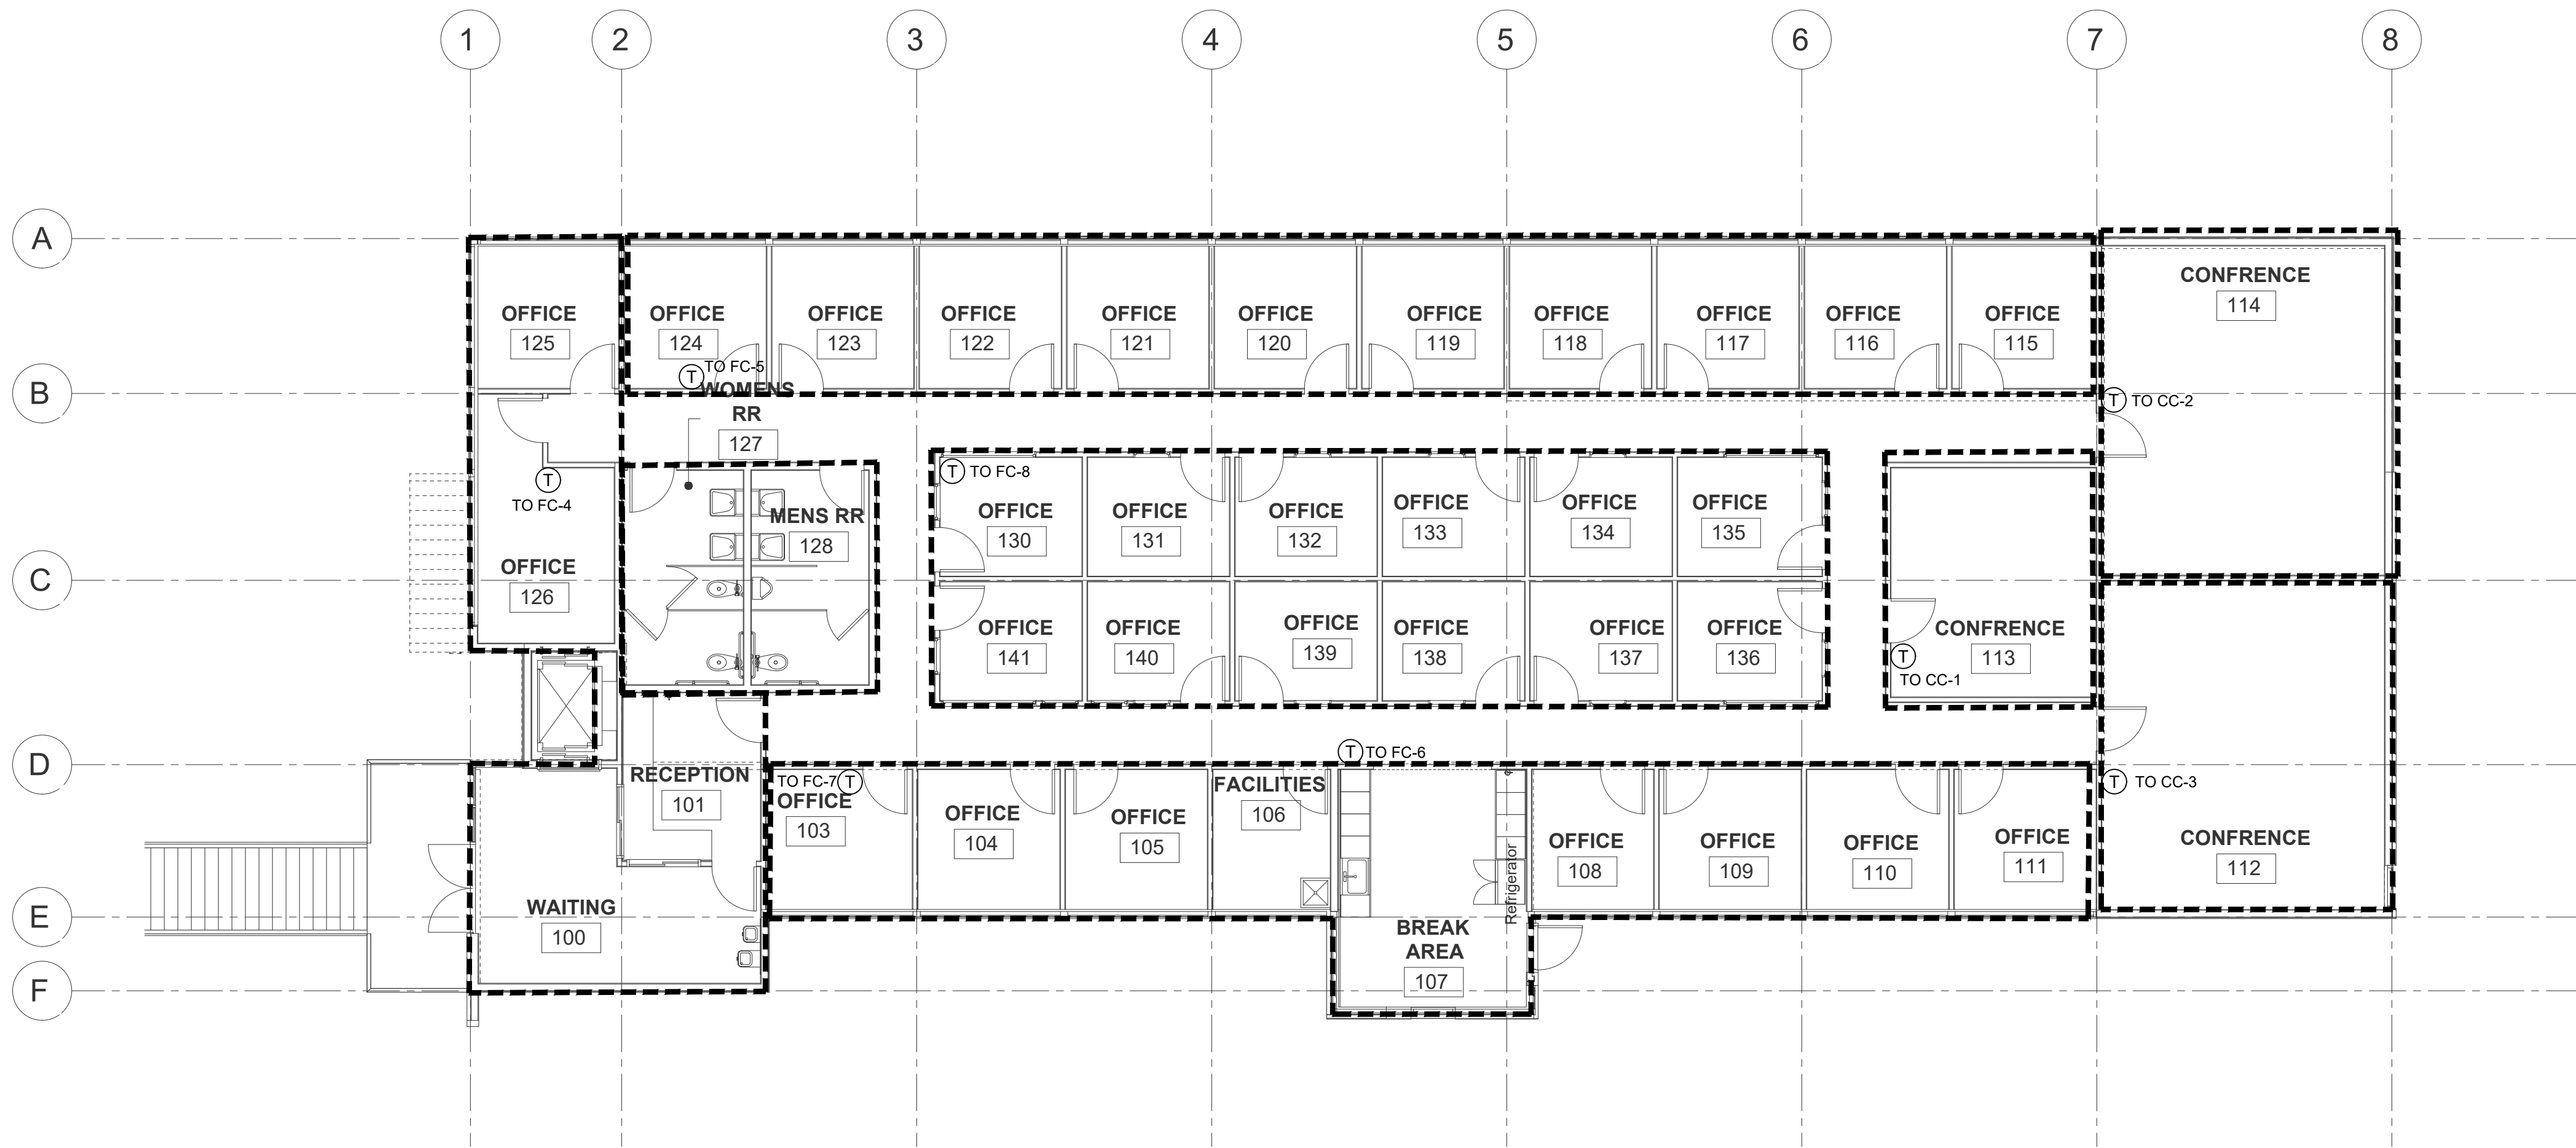 1
2
3
4
5
6
7
8
A
B
C
D
E
F
OFFICE
125
OFFICE
124
TO FC-5
T
OFFICE
123
OFFICE
122
OFFICE
121
OFFICE
120
OFFICE
119
OFFICE
118
OFFICE
117
OFFICE
116
OFFICE
115
CONFRENCE
114
T TO CC-2
WOMENS
RR
127
T
TO FC-4
OFFICE
126
MENS RR
128
T TO FC-8
OFFICE
130
OFFICE
131
OFFICE
132
OFFICE
133
OFFICE
134
OFFICE
135
OFFICE
141
OFFICE
140
OFFICE
139
OFFICE
138
OFFICE
137
OFFICE
136
CONFRENCE
113
T
TO CC-1
T TO FC-6
RECEPTION
101
TO FC-7 T
OFFICE
103
OFFICE
104
OFFICE
105
FACILITIES
106
Refrigerator
OFFICE
108
OFFICE
109
OFFICE
110
OFFICE
111
T TO CC-3
CONFRENCE
112
WAITING
100
BREAK
AREA
107